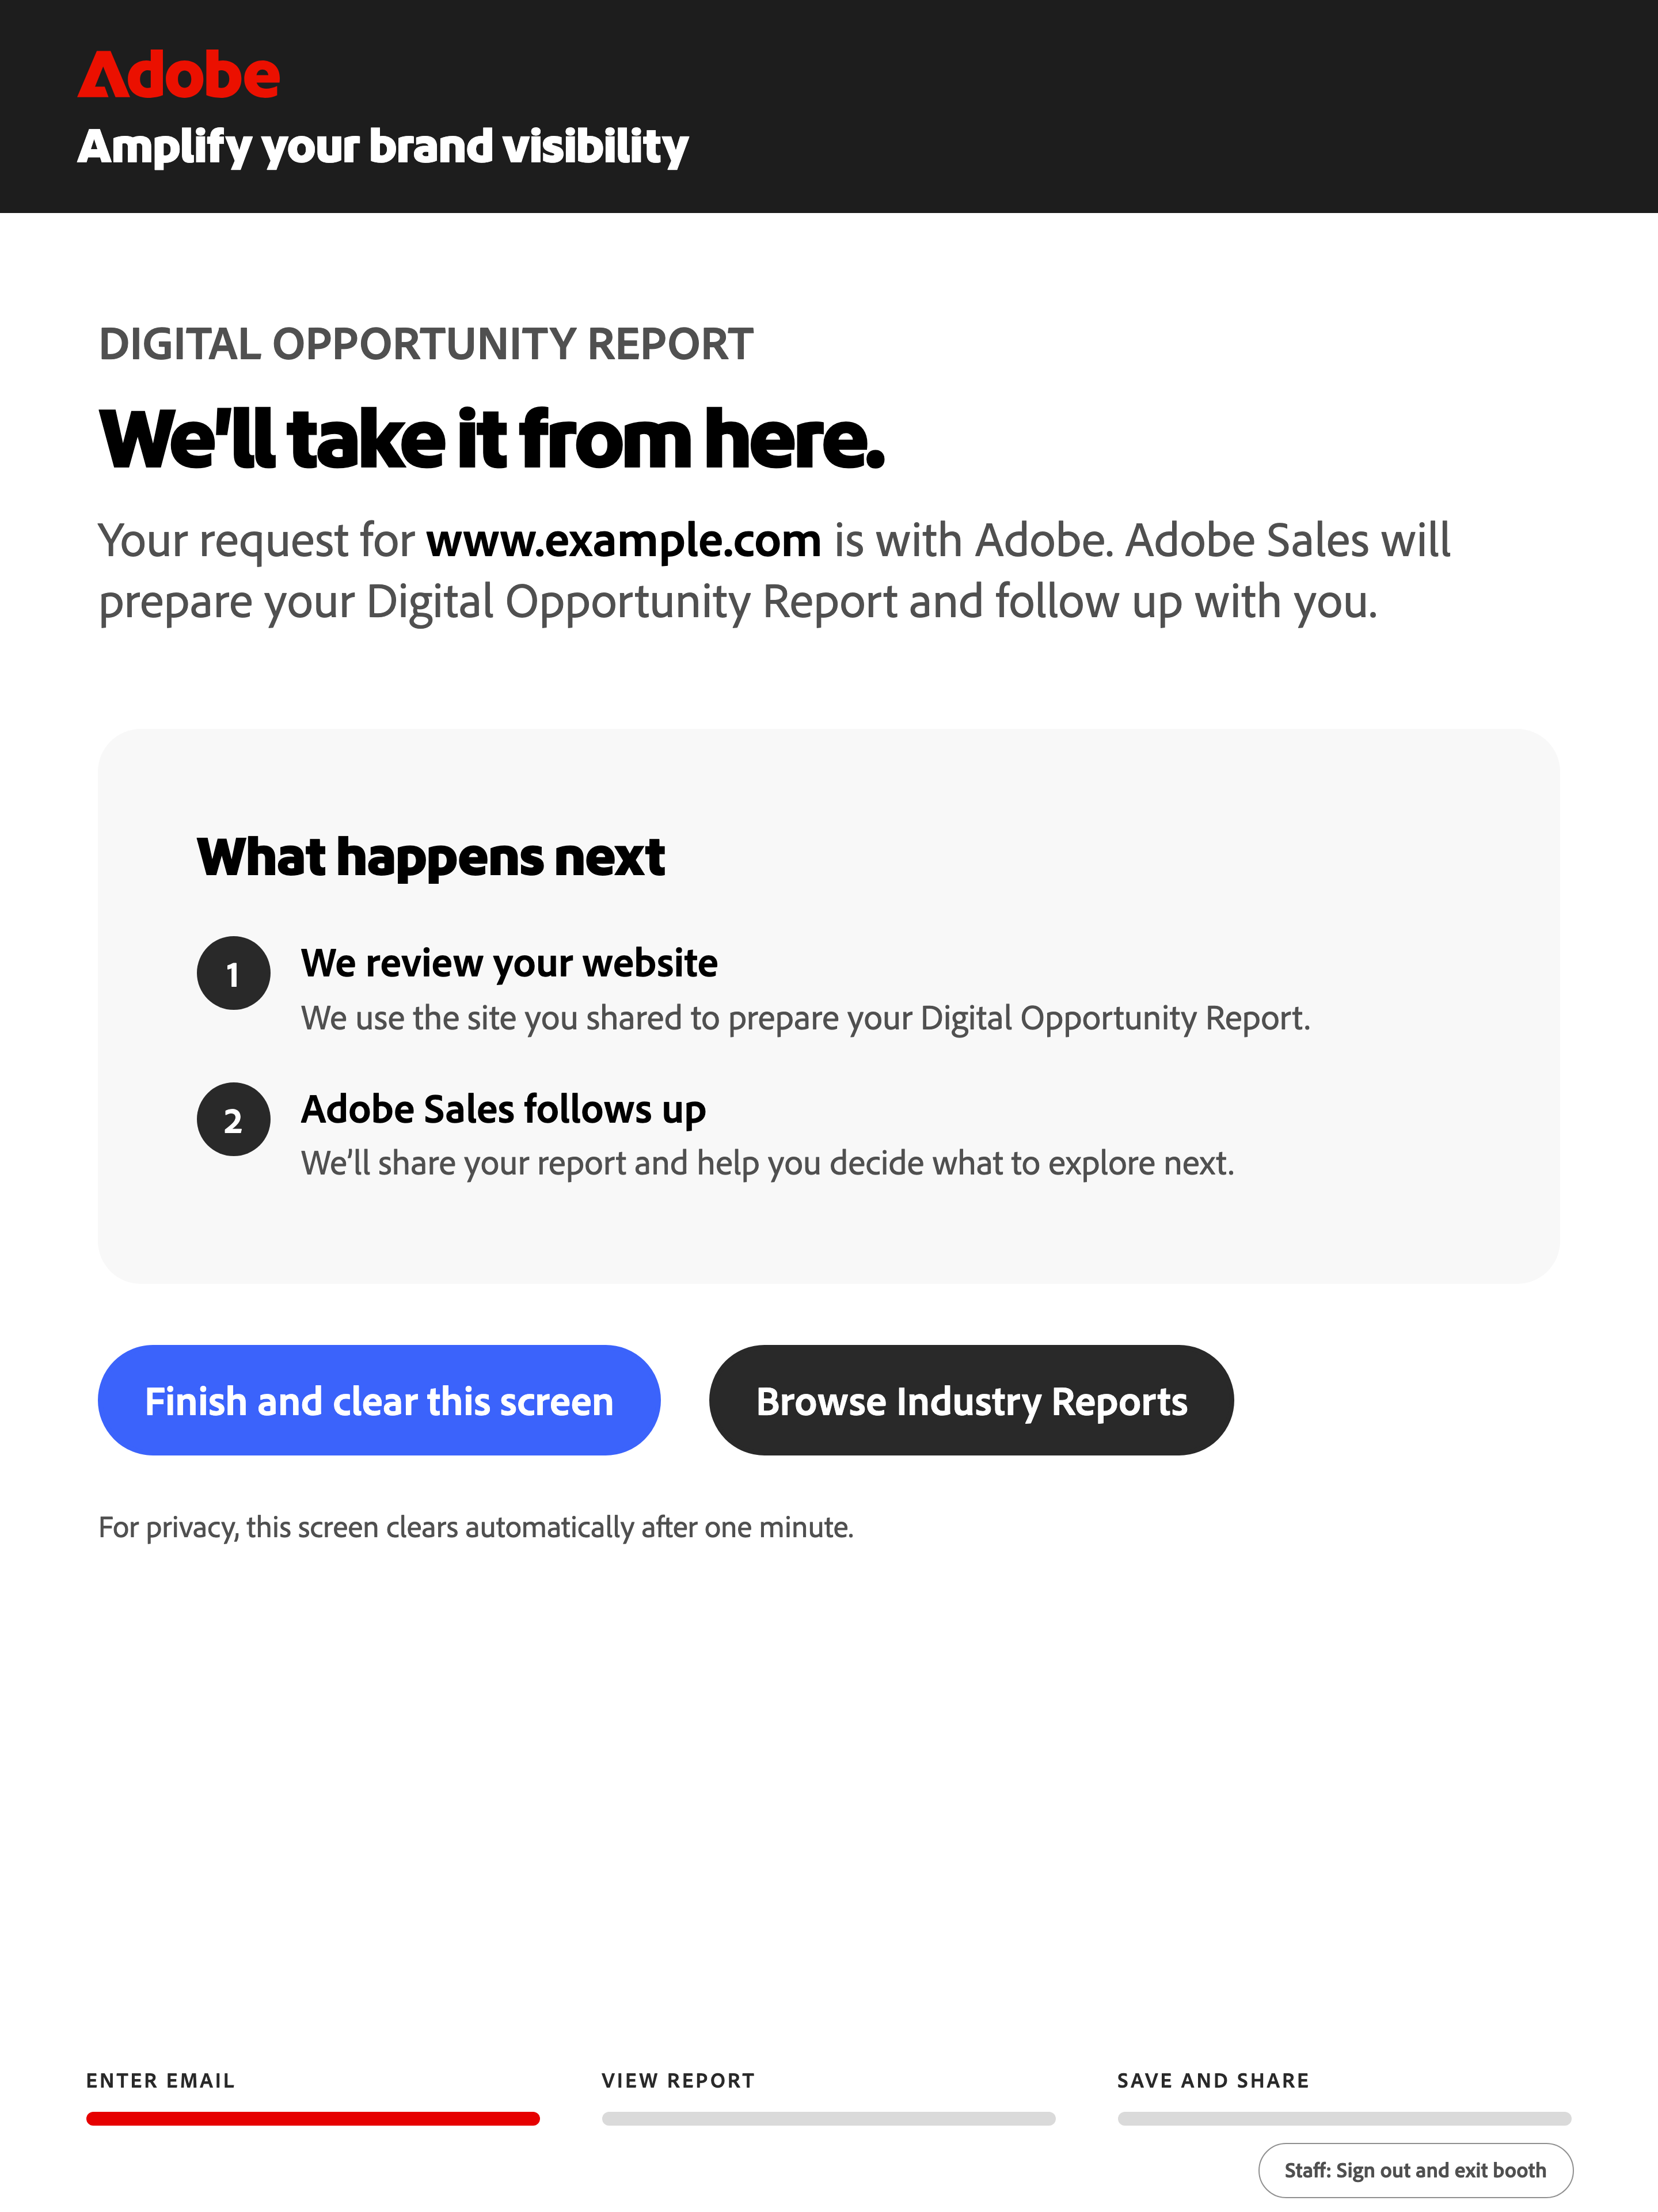 Adobe
Amplify your brand visibility
DIGITAL OPPORTUNITY REPORT
We'll take it from here.
Your request for www.example.com is with Adobe. Adobe Sales will
prepare your Digital Opportunity Report and follow up with you.
What happens next
1
We review your website
We use the site you shared to prepare your Digital Opportunity Report.
2
Adobe Sales follows up
We’ll share your report and help you decide what to explore next.
Finish and clear this screen
Browse Industry Reports
For privacy, this screen clears automatically after one minute.
ENTER EMAIL
VIEW REPORT
SAVE AND SHARE
Staff: Sign out and exit booth